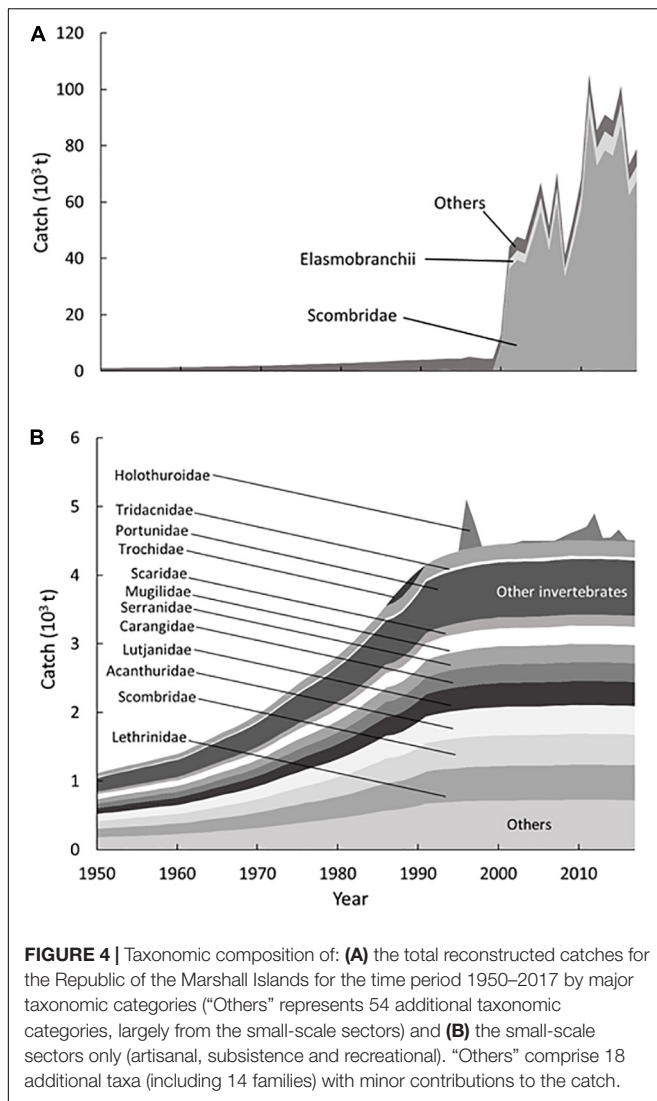 A
120
100
80
60
40
20
0
Catch (10³ t)
Others
Elasmobranchii
Scombridae
B
6
5
4
3
2
1
0
Catch (10³ t)
Holothuroidae
Tridacnidae
Portunidae
Trochidae
Scaridae
Mugilidae
Serranidae
Carangidae
Lutjanidae
Acanthuridae
Scombridae
Lethrinidae
Other invertebrates
Others
1950 1960 1970 1980 1990 2000 2010
Year
FIGURE 4 | Taxonomic composition of: (A) the total reconstructed catches for
the Republic of the Marshall Islands for the time period 1950–2017 by major
taxonomic categories (“Others” represents 54 additional taxonomic
categories, largely from the small-scale sectors) and (B) the small-scale
sectors only (artisanal, subsistence and recreational). “Others” comprise 18
additional taxa (including 14 families) with minor contributions to the catch.